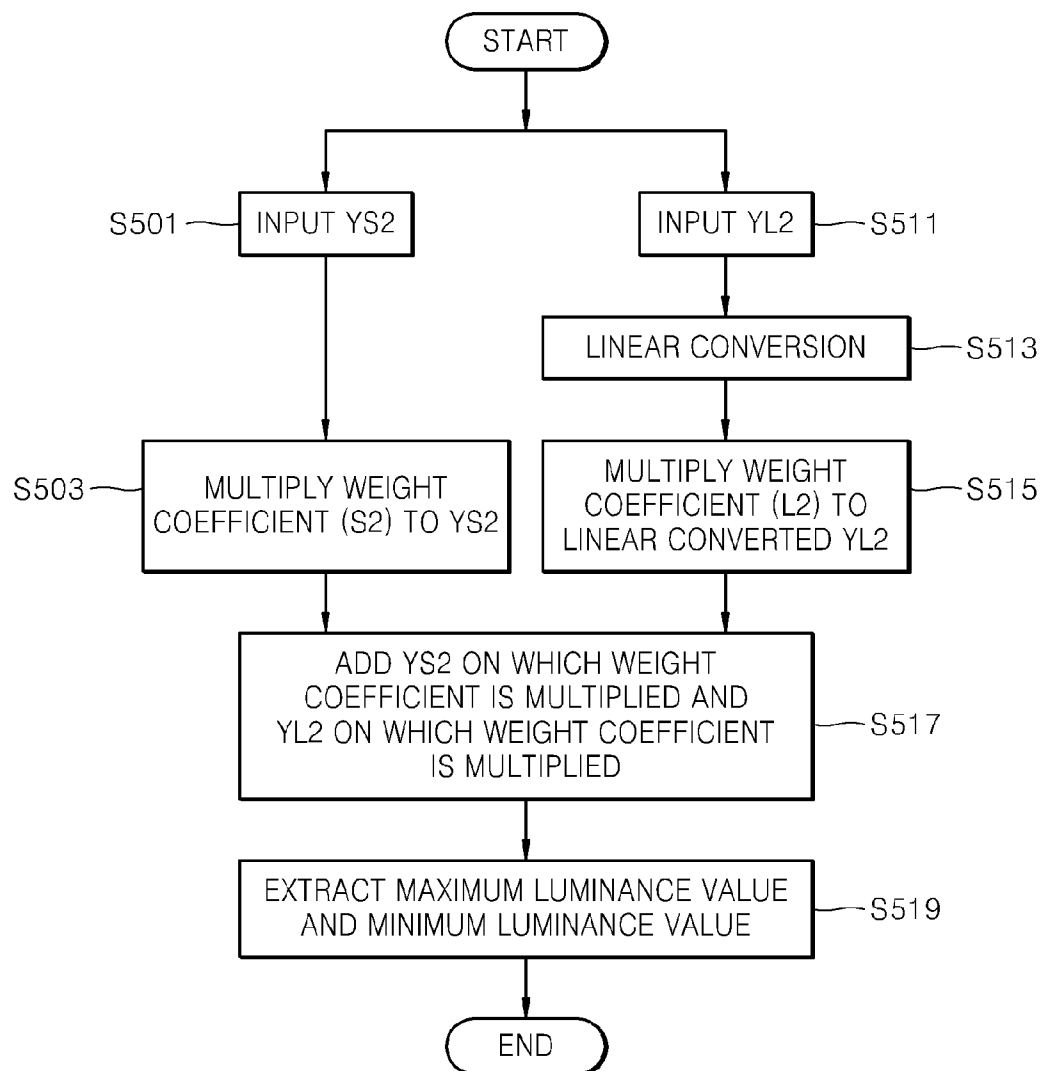 START
S501
INPUT YS2
INPUT YL2
S511
LINEAR CONVERSION
S513
S503
MULTIPLY WEIGHT
COEFFICIENT (S2) TO YS2
MULTIPLY WEIGHT
COEFFICIENT (L2) TO
LINEAR CONVERTED YL2
S515
ADD YS2 ON WHICH WEIGHT
COEFFICIENT IS MULTIPLIED AND
YL2 ON WHICH WEIGHT COEFFICIENT
IS MULTIPLIED
S517
EXTRACT MAXIMUM LUMINANCE VALUE
AND MINIMUM LUMINANCE VALUE
S519
END